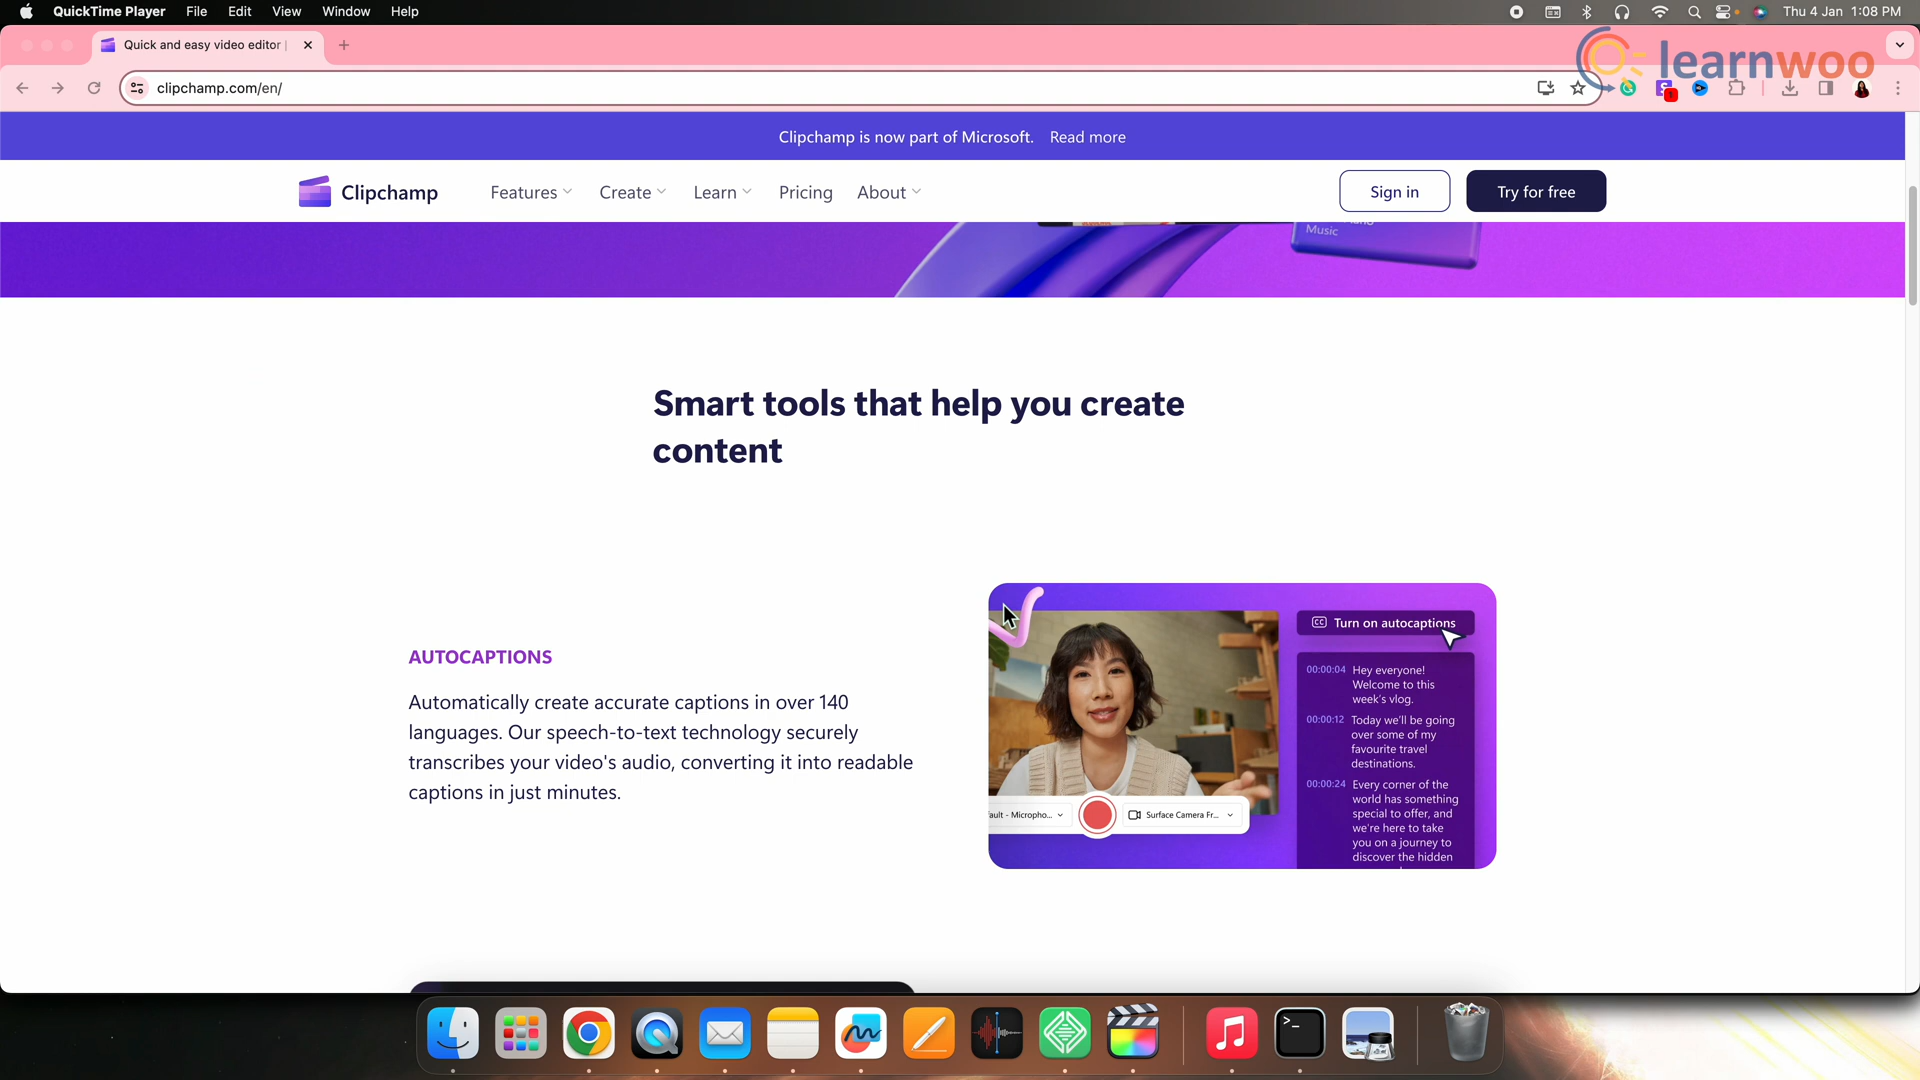 QuickTime Player File Edit View Window Help Thu 4 Jan 1:08 PM
Quick and easy video editor |
learnwoo
clipchamp.com/en/
Clipchamp is now part of Microsoft. Read more
Clipchamp Features Create Learn Pricing About Sign in Try for free
Music
Smart tools that help you create
content
AUTOCAPTIONS
Automatically create accurate captions in over 140
languages. Our speech-to-text technology securely
transcribes your video's audio, converting it into readable
captions in just minutes.
CC Turn on autocaptions
00:00:04 Hey everyone!
Welcome to this
week's vlog.
00:00:12 Today we'll be going
over some of my
favourite travel
destinations.
00:00:24 Every corner of the
world has something
special to offer, and
we're here to take
you on a journey to
discover the hidden
ault - Micropho... Surface Camera Fr...